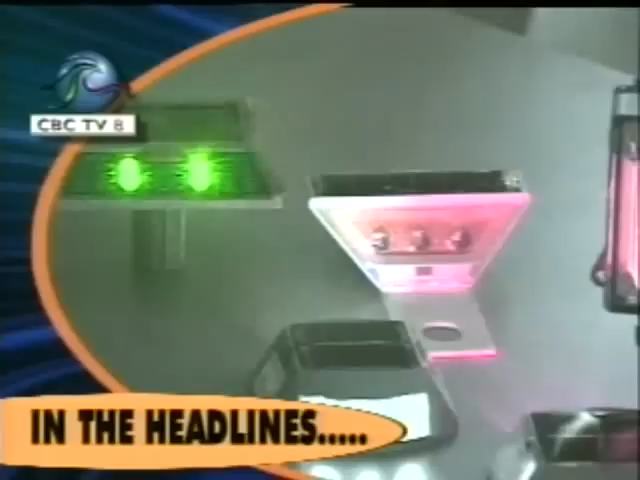 CBC TV 8
IN THE HEADLINES.....